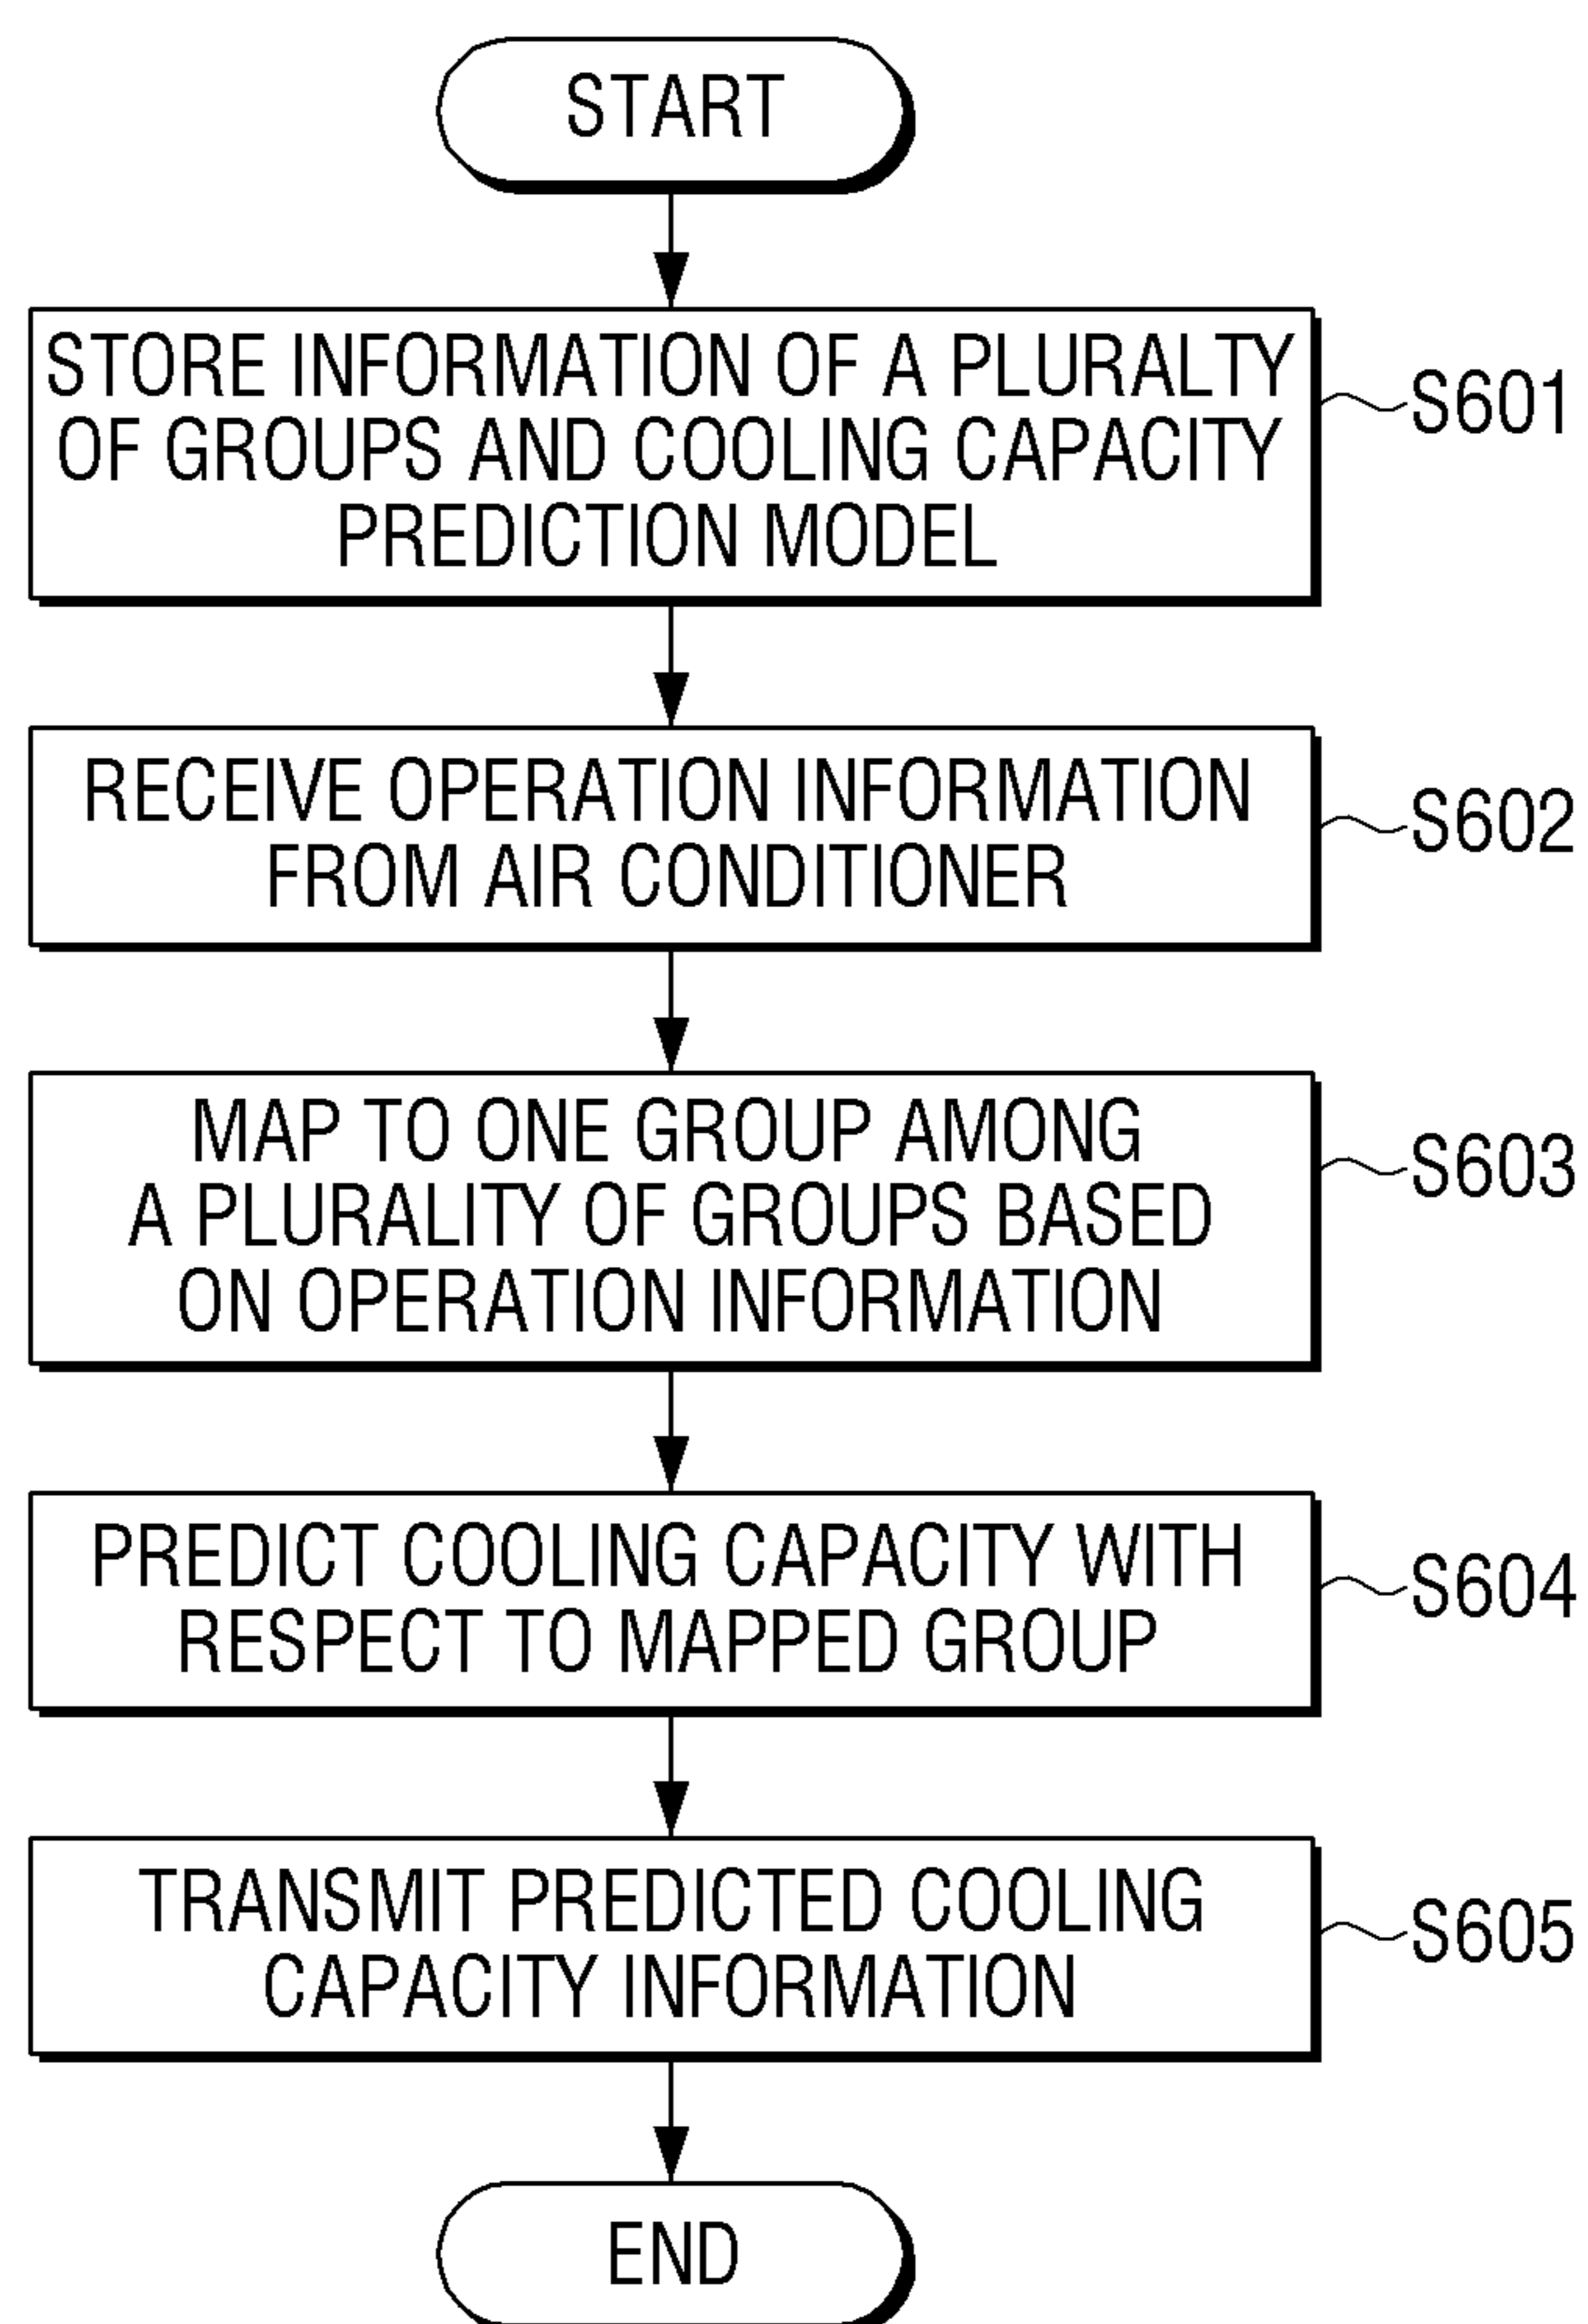 START
STORE INFORMATION OF A PLURALTY
OF GROUPS AND COOLING CAPACITY
PREDICTION MODEL
S601
RECEIVE OPERATION INFORMATION
FROM AIR CONDITIONER
S602
MAP TO ONE GROUP AMONG
A PLURALITY OF GROUPS BASED
ON OPERATION INFORMATION
S603
PREDICT COOLING CAPACITY WITH
RESPECT TO MAPPED GROUP
S604
TRANSMIT PREDICTED COOLING
CAPACITY INFORMATION
S605
END